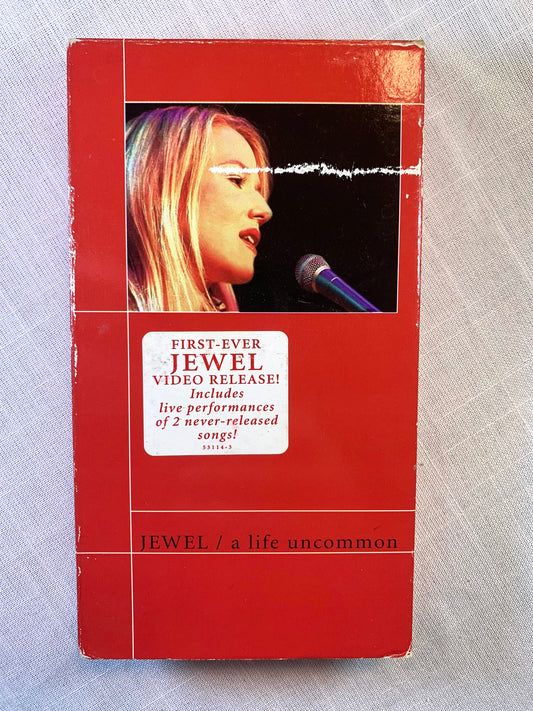 FIRST-EVER
JEWEL
VIDEO RELEASE!
Includes
live performances
of 2 never-released
songs!
53114-3
JEWEL / a life uncommon